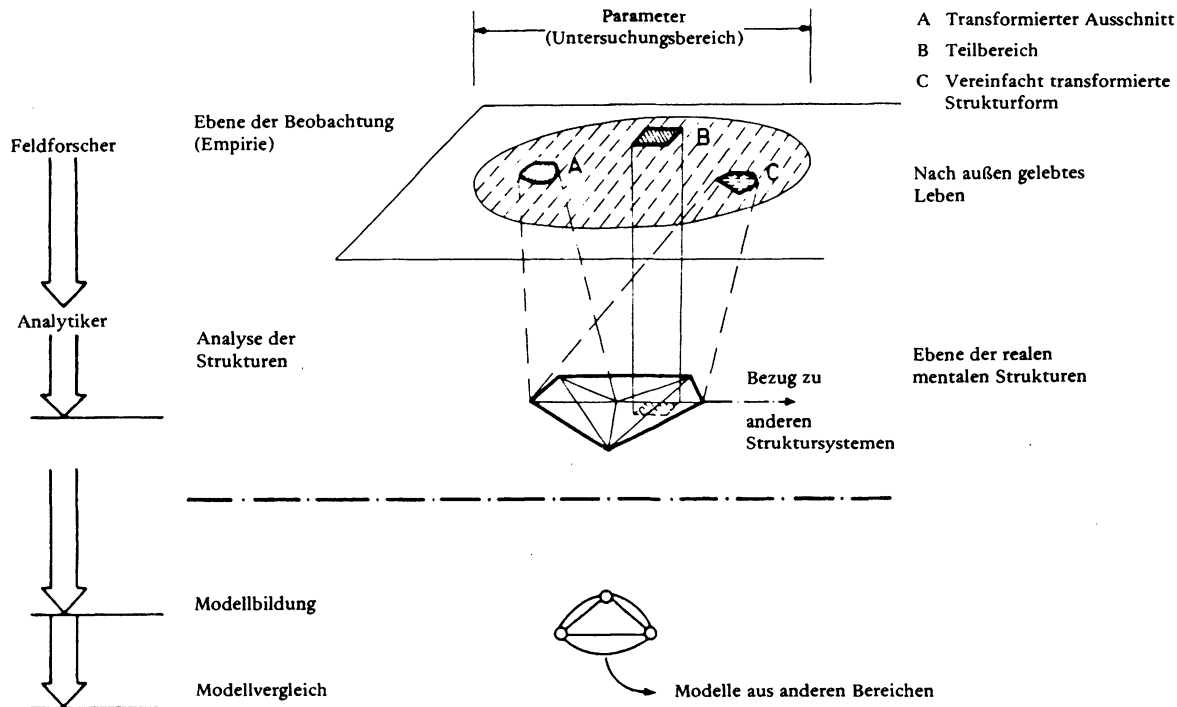 Parameter
(Untersuchungsbereich)
A Transformierter Ausschnitt
B Teilbereich
C Vereinfacht transformierte
Strukturform
Feldforscher
Ebene der Beobachtung
(Empirie)
A
B
C
Nach außen gelebtes
Leben
Analytiker
Analyse der
Strukturen
Bezug zu
anderen
Struktursystemen
Ebene der realen
mentalen Strukturen
Modellbildung
Modellvergleich
Modelle aus anderen Bereichen